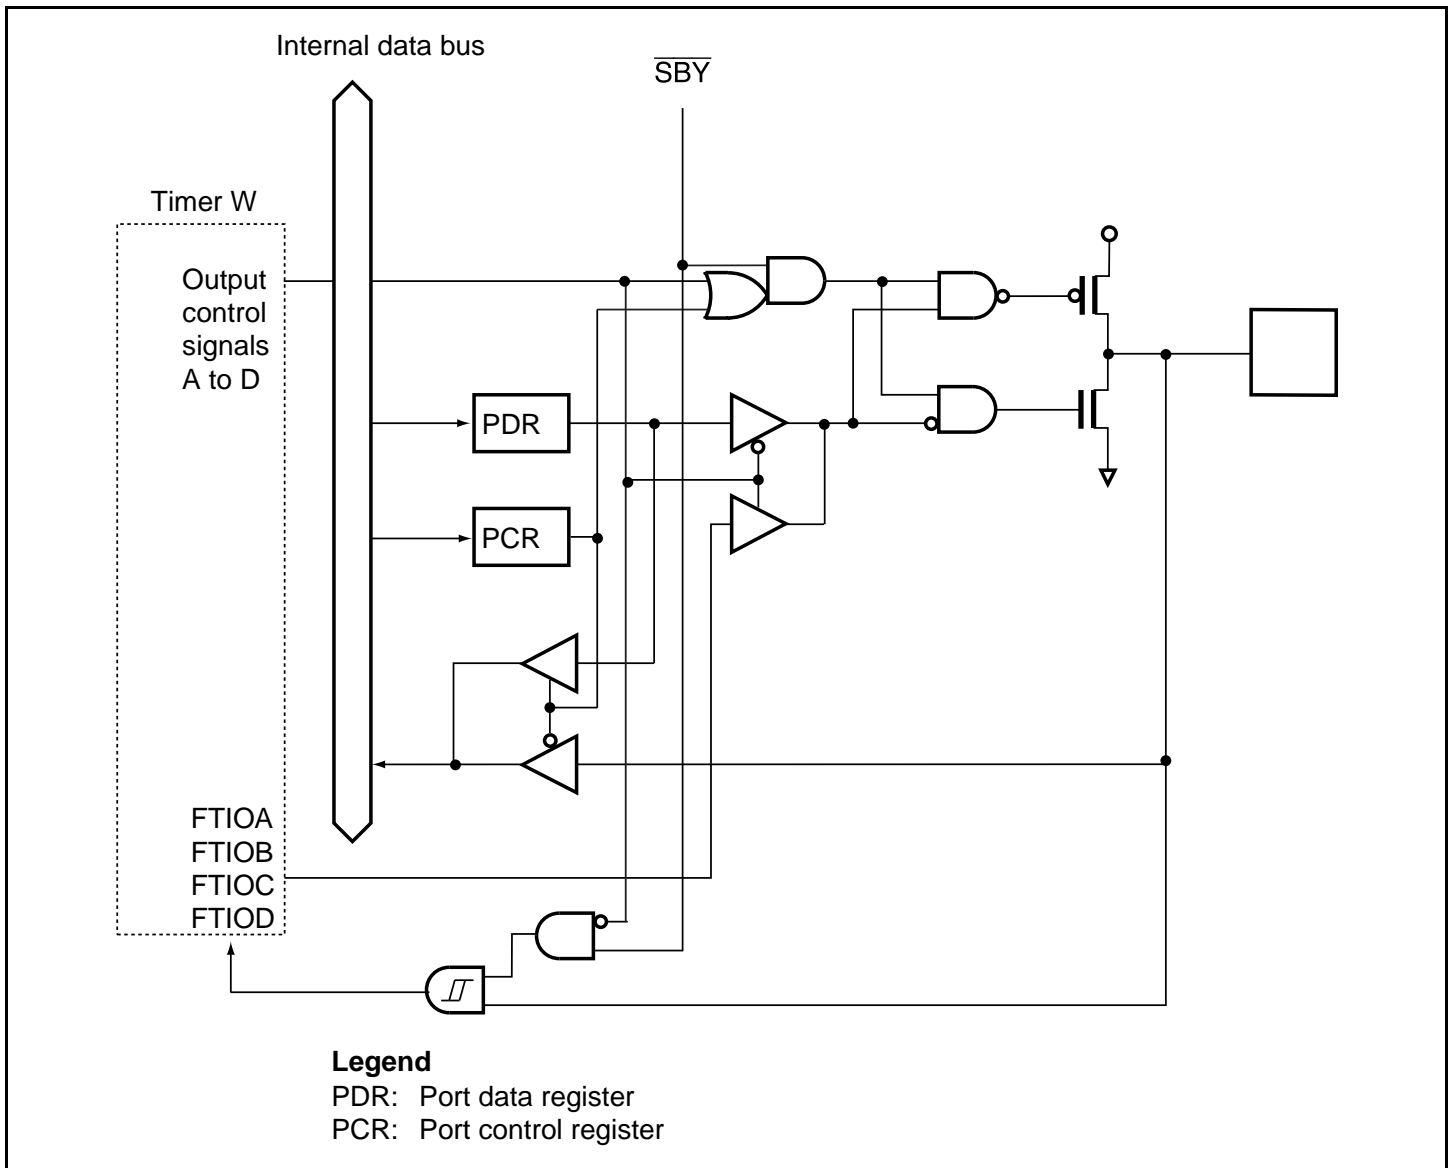 Internal data bus
SBY
Timer W
Output
control
signals
A to D
PDR
PCR
FTIOA
FTIOB
FTIOC
FTIOD
Legend
PDR: Port data register
PCR: Port control register